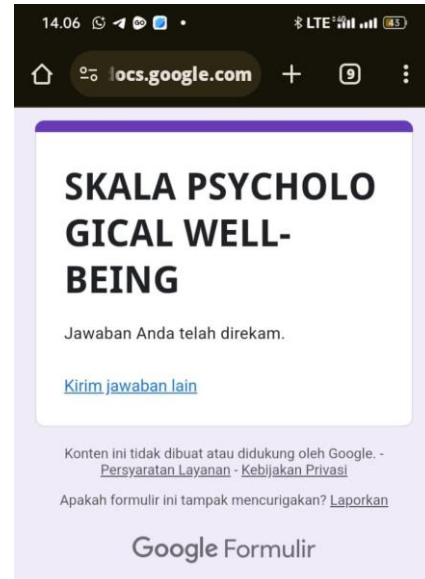 14.06 LTE 43
docs.google.com 9
SKALA PSYCHOLO
GICAL WELL-
BEING
Jawaban Anda telah direkam.
Kirim jawaban lain
Konten ini tidak dibuat atau didukung oleh Google. -
Persyaratan Layanan - Kebijakan Privasi
Apakah formulir ini tampak mencurigakan? Laporkan
Google Formulir